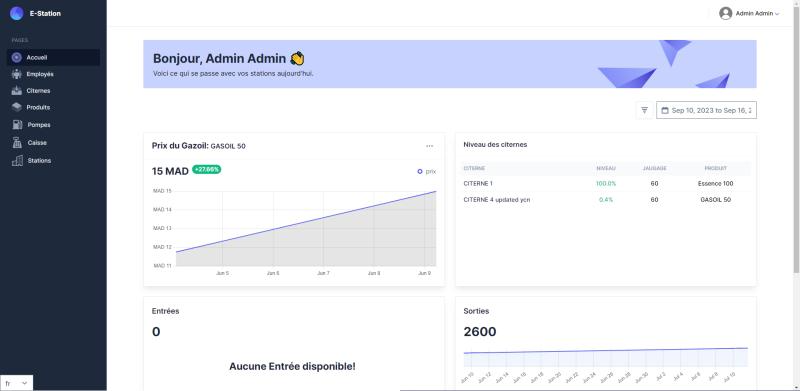 E-Station
Admin Admin
PAGES
Accueil
Employés
Citernes
Produits
Pompes
Caisse
Stations
fr
Bonjour, Admin Admin 👋
Voici ce qui se passe avec vos stations aujourd'hui.
Sep 10, 2023 to Sep 16, 2
Prix du Gazoil: GASOIL 50
15 MAD +27.66%
prix
MAD 15
MAD 14
MAD 13
MAD 12
MAD 11
Jun 5 Jun 6 Jun 7 Jun 8 Jun 9
Niveau des citernes
CITERNE NIVEAU JAUGAGE PRODUIT
CITERNE 1 100.0% 60 Essence 100
CITERNE 4 updated ycn 0.4% 60 GASOIL 50
Entrées
0
Aucune Entrée disponible!
Sorties
2600
Jun 10 Jun 12 Jun 14 Jun 16 Jun 18 Jun 20 Jun 22 Jun 24 Jun 26 Jun 28 Jun 30 Jul 2 Jul 4 Jul 6 Jul 8 Jul 10